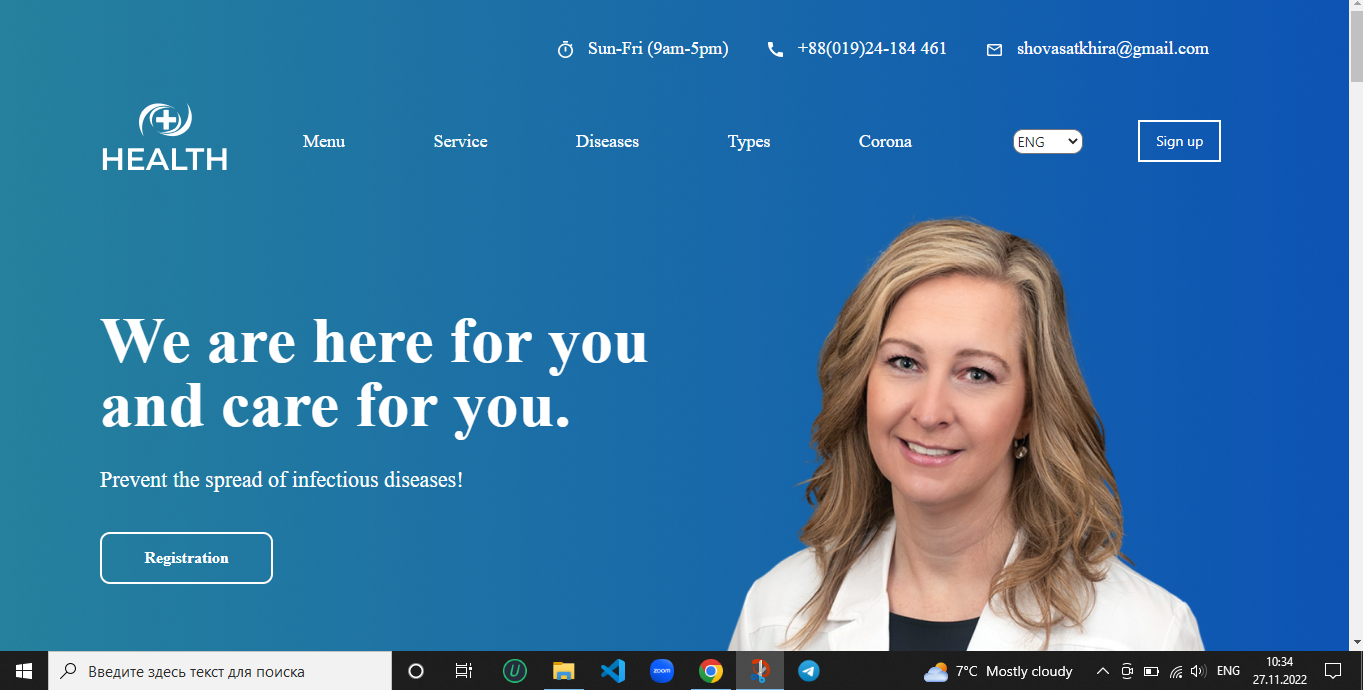 Sun-Fri (9am-5pm) +88(019)24-184 461 shovasatkhira@gmail.com
HEALTH Menu Service Diseases Types Corona ENG Sign up
We are here for you
and care for you.
Prevent the spread of infectious diseases!
Registration
Введите здесь текст для поиска U zoom 7°C Mostly cloudy ENG 10:34
27.11.2022